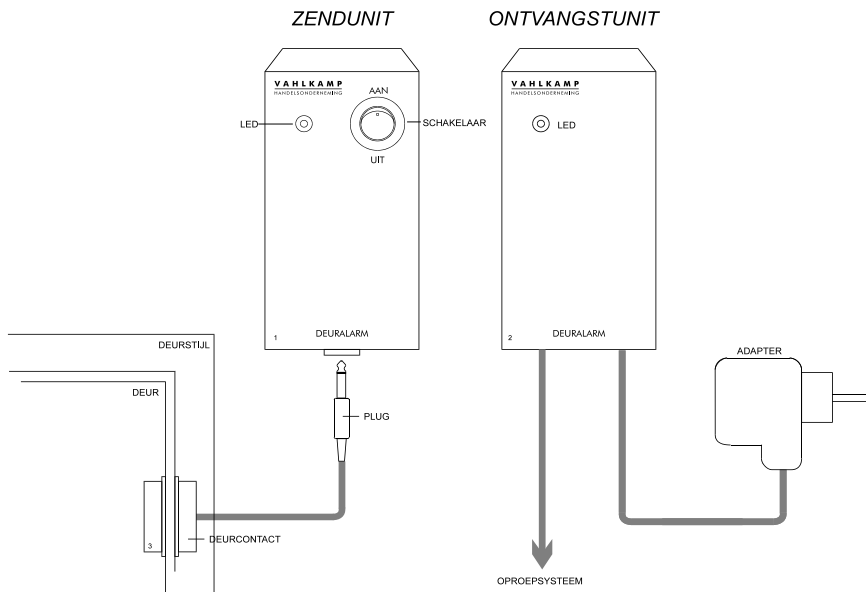 ZENDUNIT
ONTVANGSTUNIT
VAHLKAMP
HANDELSONDERNEMING
AAN
LED
SCHAKELAAR
UIT
DEURALARM
1
VAHLKAMP
HANDELSONDERNEMING
LED
DEURALARM
2
DEURSTIJL
DEUR
PLUG
ADAPTER
3
DEURCONTACT
OPROEPSYSTEEM